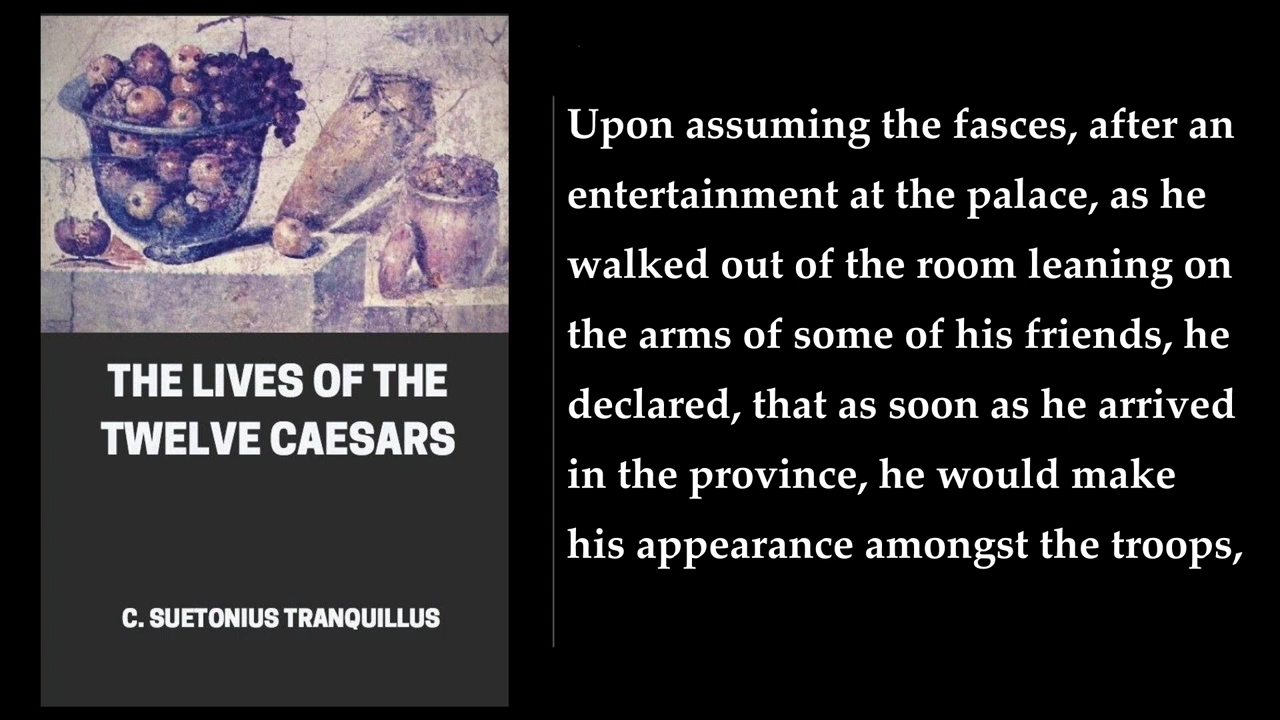 THE LIVES OF THE
TWELVE CAESARS
C. SUETONIUS TRANQUILLUS
Upon assuming the fasces, after an
entertainment at the palace, as he
walked out of the room leaning on
the arms of some of his friends, he
declared, that as soon as he arrived
in the province, he would make
his appearance amongst the troops,